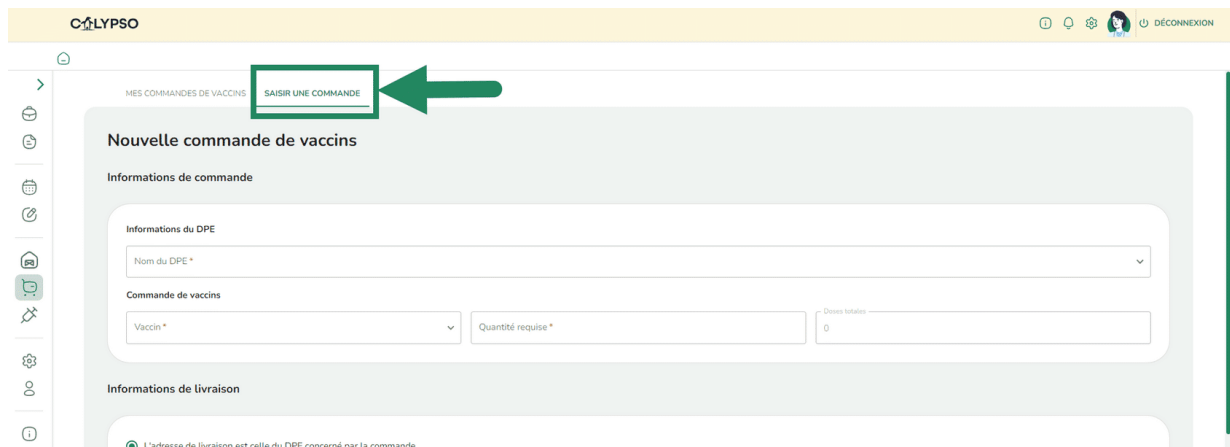 CALYPSO
DÉCONNEXION
MES COMMANDES DE VACCINS SAISIR UNE COMMANDE
Nouvelle commande de vaccins
Informations de commande
Informations du DPE
Nom du DPE *
Commande de vaccins
Doses totales
Vaccin * Quantité requise * 0
Informations de livraison
L'adresse de livraison est celle du DPE concerné par la commande